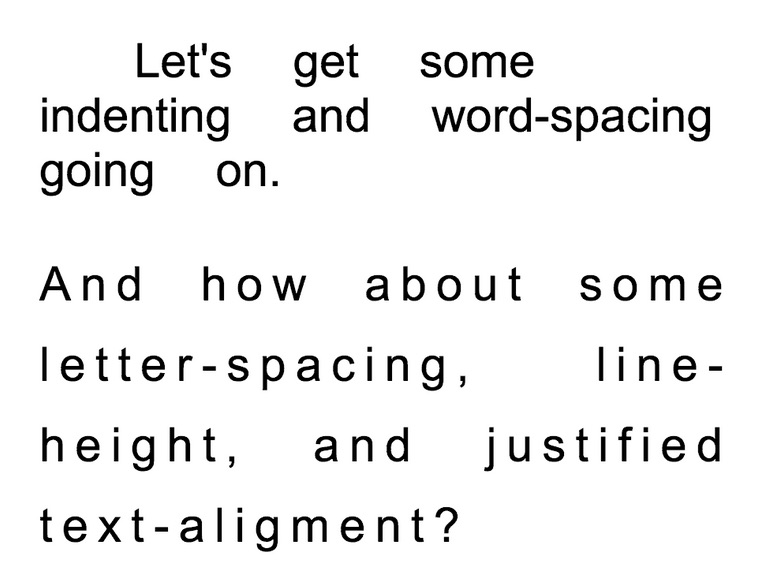 Let's get some
indenting and word-spacing
going on.
And how about some
letter-spacing, line-
height, and justified
text-aligment?